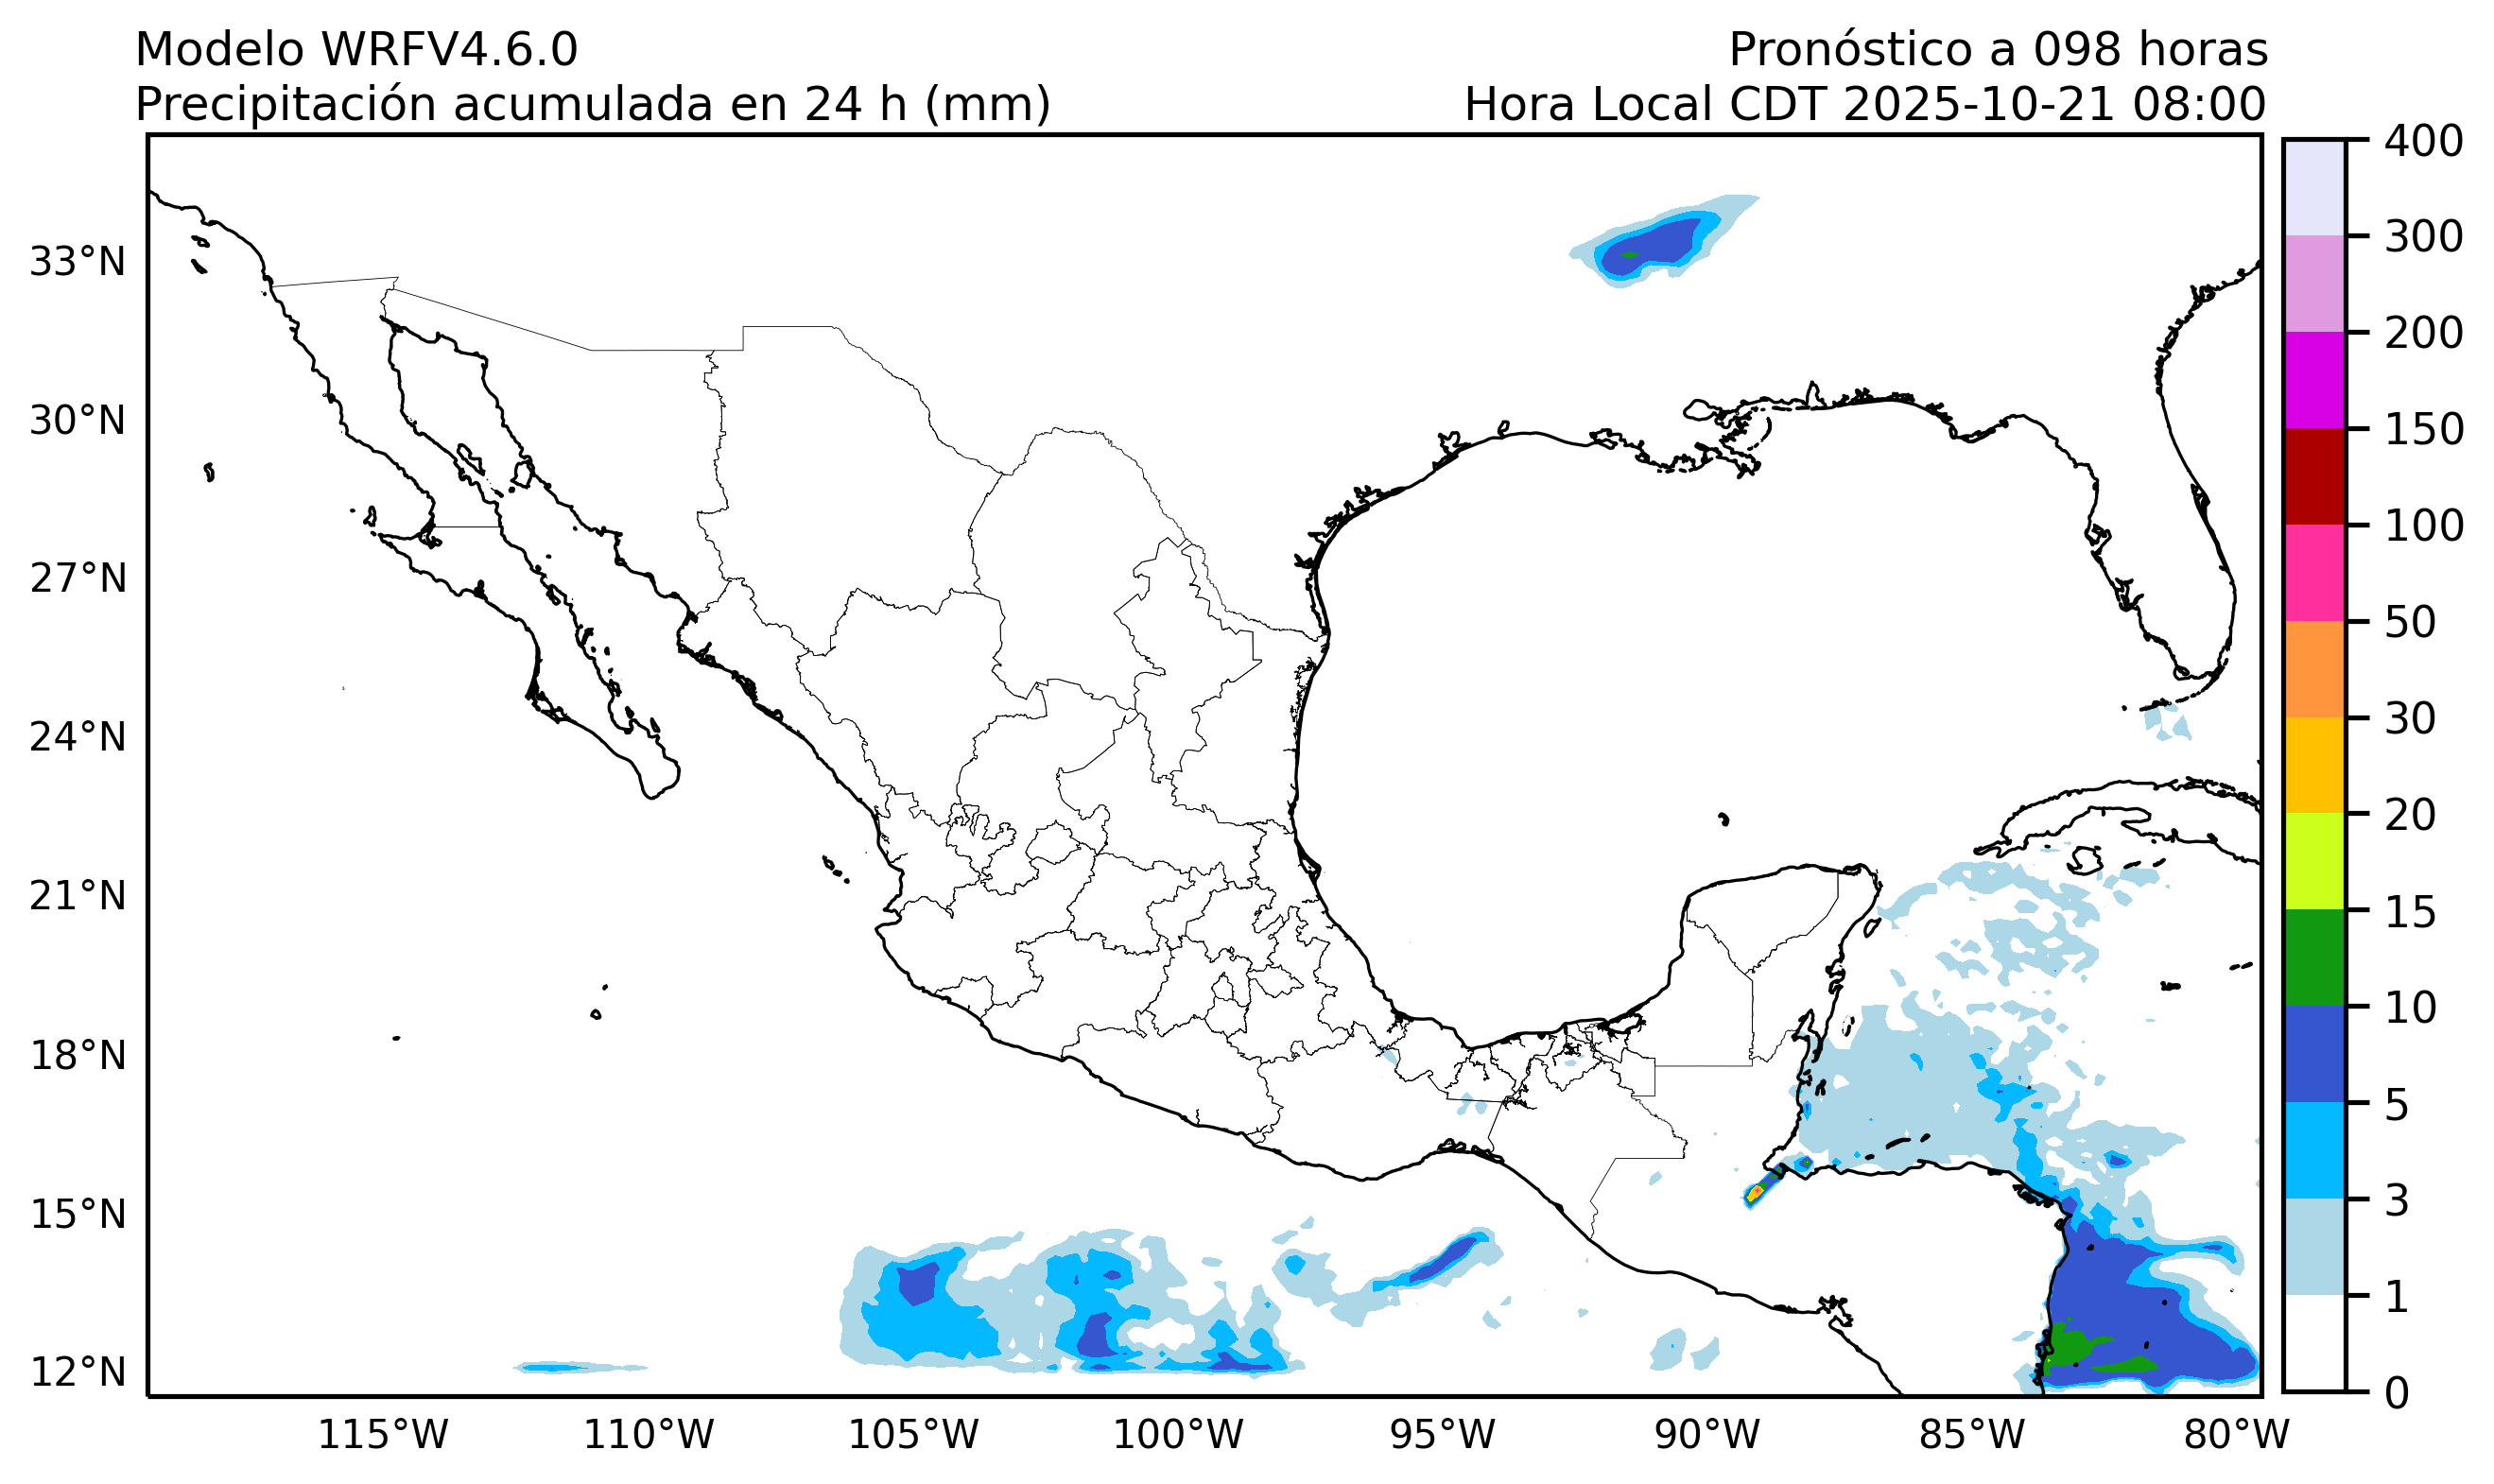 Modelo WRFV4.6.0
Pronóstico a 098 horas
Precipitación acumulada en 24 h (mm)
Hora Local CDT 2025-10-21 08:00
400
300
200
150
100
50
30
20
15
10
5
3
1
0
33°N
30°N
27°N
24°N
21°N
18°N
15°N
12°N
115°W
110°W
105°W
100°W
95°W
90°W
85°W
80°W